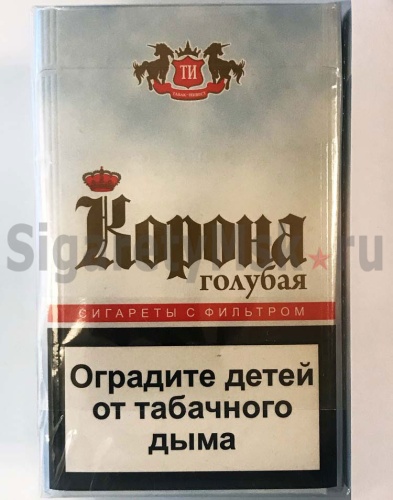 ТИ
Корона
голубая
СИГАРЕТЫ С ФИЛЬТРОМ
Оградите детей
от табачного
дыма